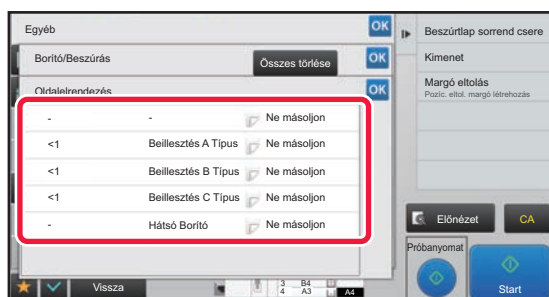 Egyéb OK
Borító/Beszúrás Összes törlése OK
Oldalelrendezés OK
- - Ne másoljon
<1 Beillesztés A Típus Ne másoljon
<1 Beillesztés B Típus Ne másoljon
<1 Beillesztés C Típus Ne másoljon
- Hátsó Borító Ne másoljon
Vissza
3 B4
4 A3 A4
Beszúrtlap sorrend csere
Kimenet
Margó eltolás
Pozíc. eltol. margó létrehozás
Előnézet CA
Próbanyomat
Start